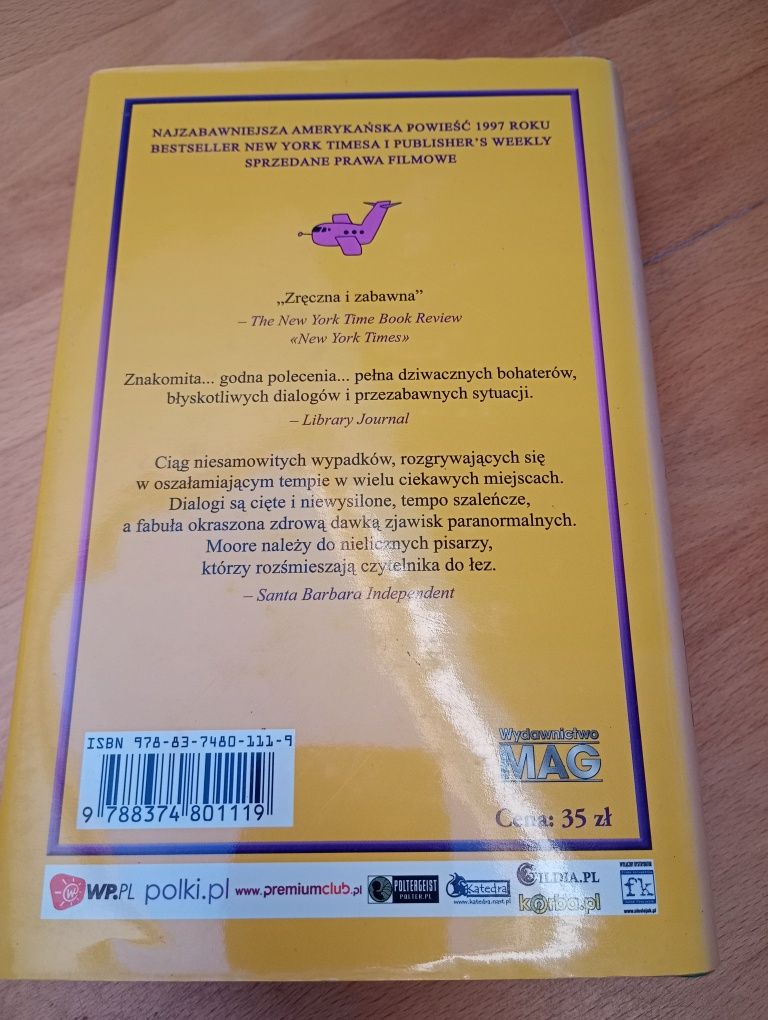 NAJZABAWNIEJSZA AMERYKAŃSKA POWIEŚĆ 1997 ROKU
BESTSELLER NEW YORK TIMESA I PUBLISHER'S WEEKLY
SPRZEDANE PRAWA FILMOWE
„Zręczna i zabawna”
– The New York Time Book Review
«New York Times»
Znakomita... godna polecenia... pełna dziwacznych bohaterów,
błyskotliwych dialogów i przezabawnych sytuacji.
– Library Journal
Ciąg niesamowitych wypadków, rozgrywających się
w oszałamiającym tempie w wielu ciekawych miejscach.
Dialogi są cięte i niewysilone, tempo szaleńcze,
a fabuła okraszona zdrową dawką zjawisk paranormalnych.
Moore należy do nielicznych pisarzy,
którzy rozśmieszają czytelnika do łez.
– Santa Barbara Independent
ISBN 978-83-7480-111-9
9 788374 801119
Wydawnictwo
MAG
Cena: 35 zł
WP.PL polki.pl www.premiumclub.pl
POLTERGEIST
POLTER.PL
Katedra
www.katedra.nast.pl
GILDIA.PL
korba.pl
fk